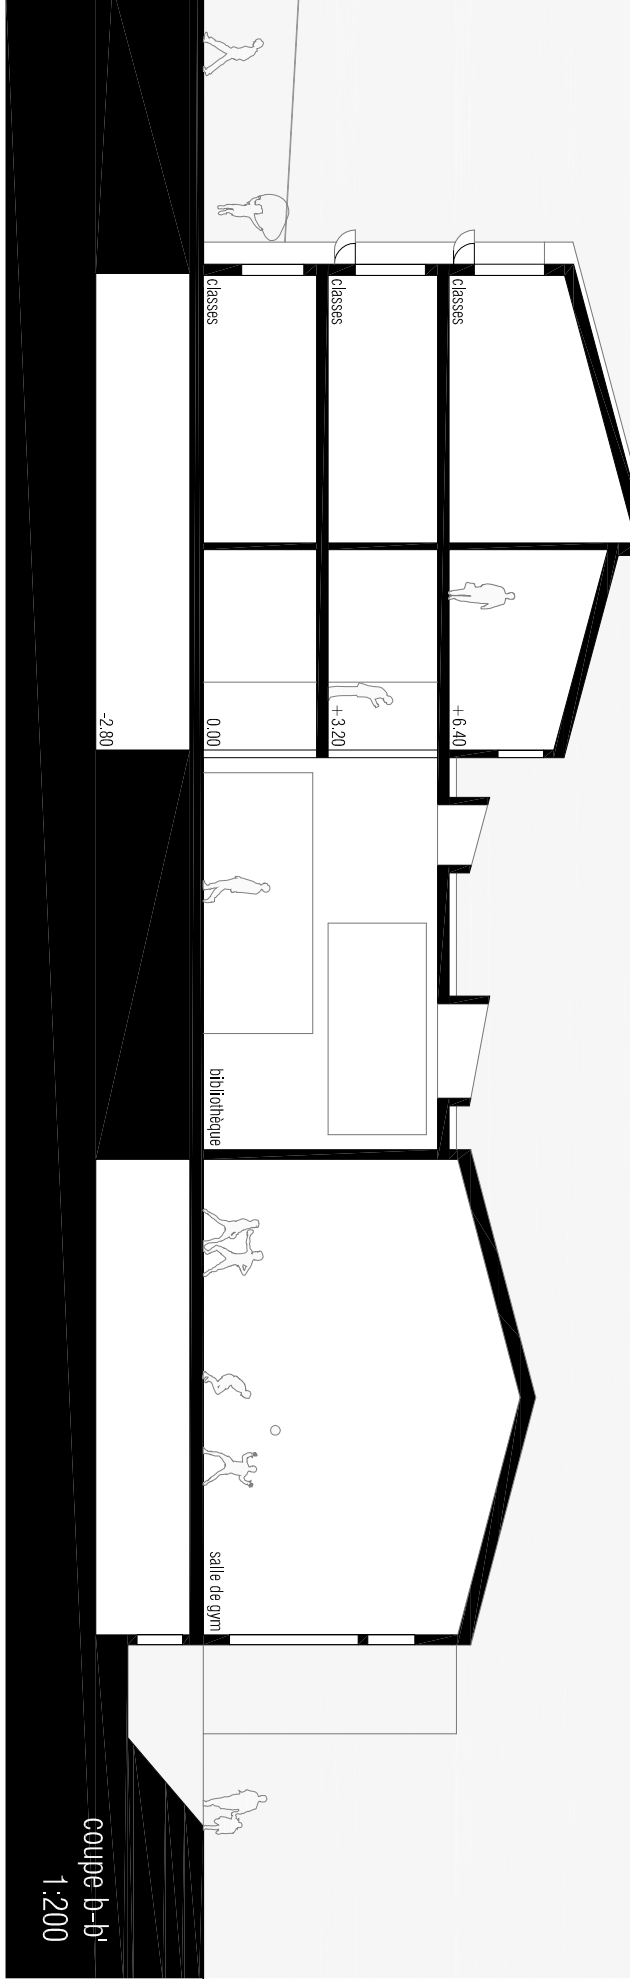 classes
classes
classes
+6.40
+3.20
0.00
-2.80
bibliothèque
salle de gym
coupe b-b'
1:200